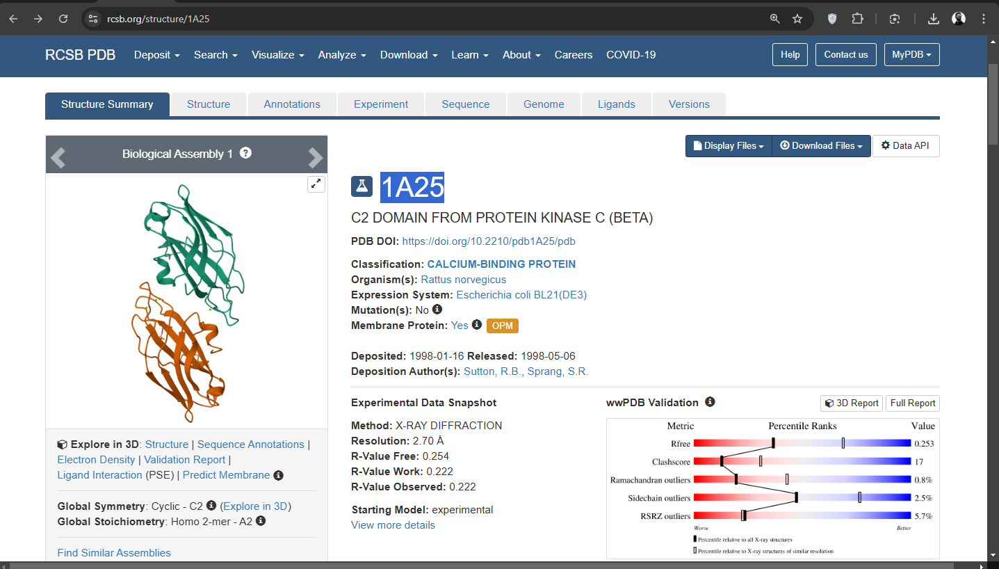 rcsb.org/structure/1A25
RCSB PDB Deposit Search Visualize Analyze Download Learn About Careers COVID-19 Help Contact us MyPDB
Structure Summary Structure Annotations Experiment Sequence Genome Ligands Versions
Biological Assembly 1 ?
Display Files Download Files Data API
1A25
C2 DOMAIN FROM PROTEIN KINASE C (BETA)
PDB DOI: https://doi.org/10.2210/pdb1A25/pdb
Classification: CALCIUM-BINDING PROTEIN
Organism(s): Rattus norvegicus
Expression System: Escherichia coli BL21(DE3)
Mutation(s): No
Membrane Protein: Yes OPM
Deposited: 1998-01-16 Released: 1998-05-06
Deposition Author(s): Sutton, R.B., Sprang, S.R.
Explore in 3D: Structure | Sequence Annotations |
Electron Density | Validation Report |
Ligand Interaction (PSE) | Predict Membrane
Global Symmetry: Cyclic - C2 (Explore in 3D)
Global Stoichiometry: Homo 2-mer - A2
Find Similar Assemblies
Experimental Data Snapshot
Method: X-RAY DIFFRACTION
Resolution: 2.70 Å
R-Value Free: 0.254
R-Value Work: 0.222
R-Value Observed: 0.222
Starting Model: experimental
View more details
wwPDB Validation 3D Report Full Report
Metric Percentile Ranks Value
Rfree 0.253
Clashscore 17
Ramachandran outliers 0.8%
Sidechain outliers 2.5%
RSRZ outliers 5.7%
Worse Better
Percentile relative to all X-ray structures
Percentile relative to X-ray structures of similar resolution